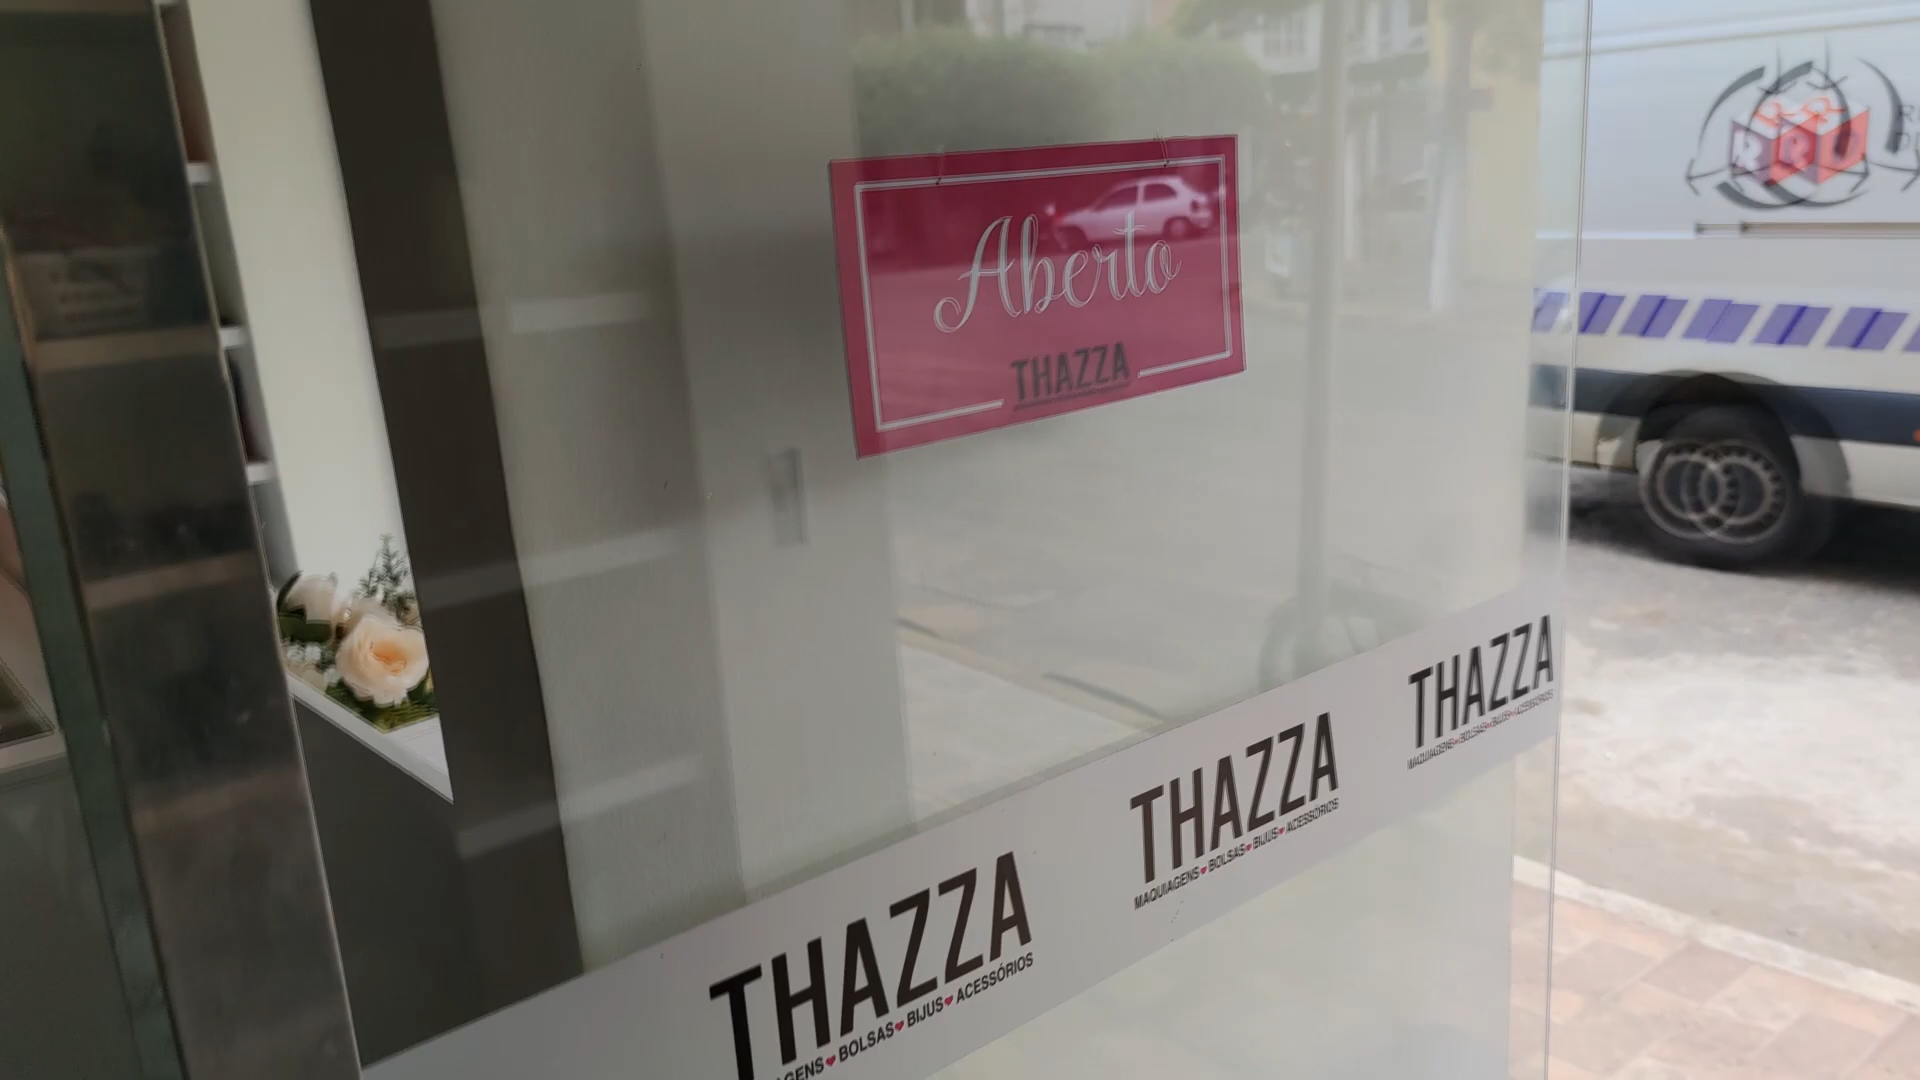 Aberto
THAZZA
THAZZA
MAQUIAGENS BOLSAS BIJUS ACESSÓRIOS
THAZZA
MAQUIAGENS BOLSAS BIJUS ACESSÓRIOS
THAZZA
BOLSAS BIJUS ACESSÓRIOS